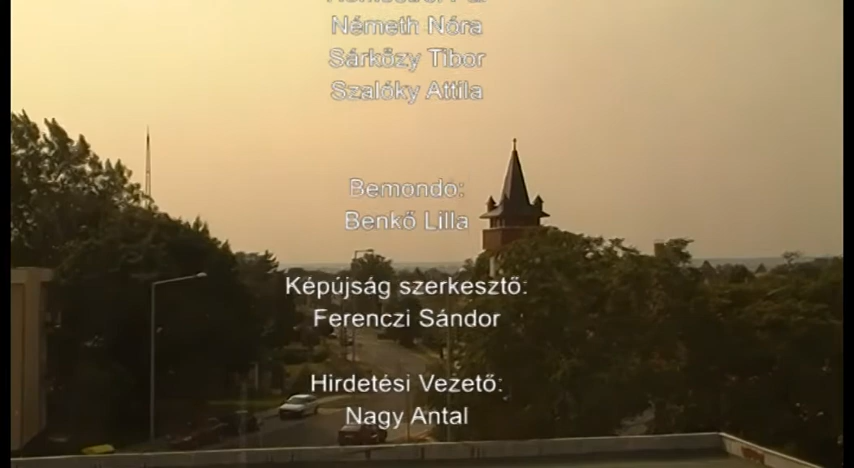 Németh Nóra
Sárközy Tibor
Szalóky Attila
Bemondó:
Benkő Lilla
Képújság szerkesztő:
Ferenczi Sándor
Hirdetési Vezető:
Nagy Antal